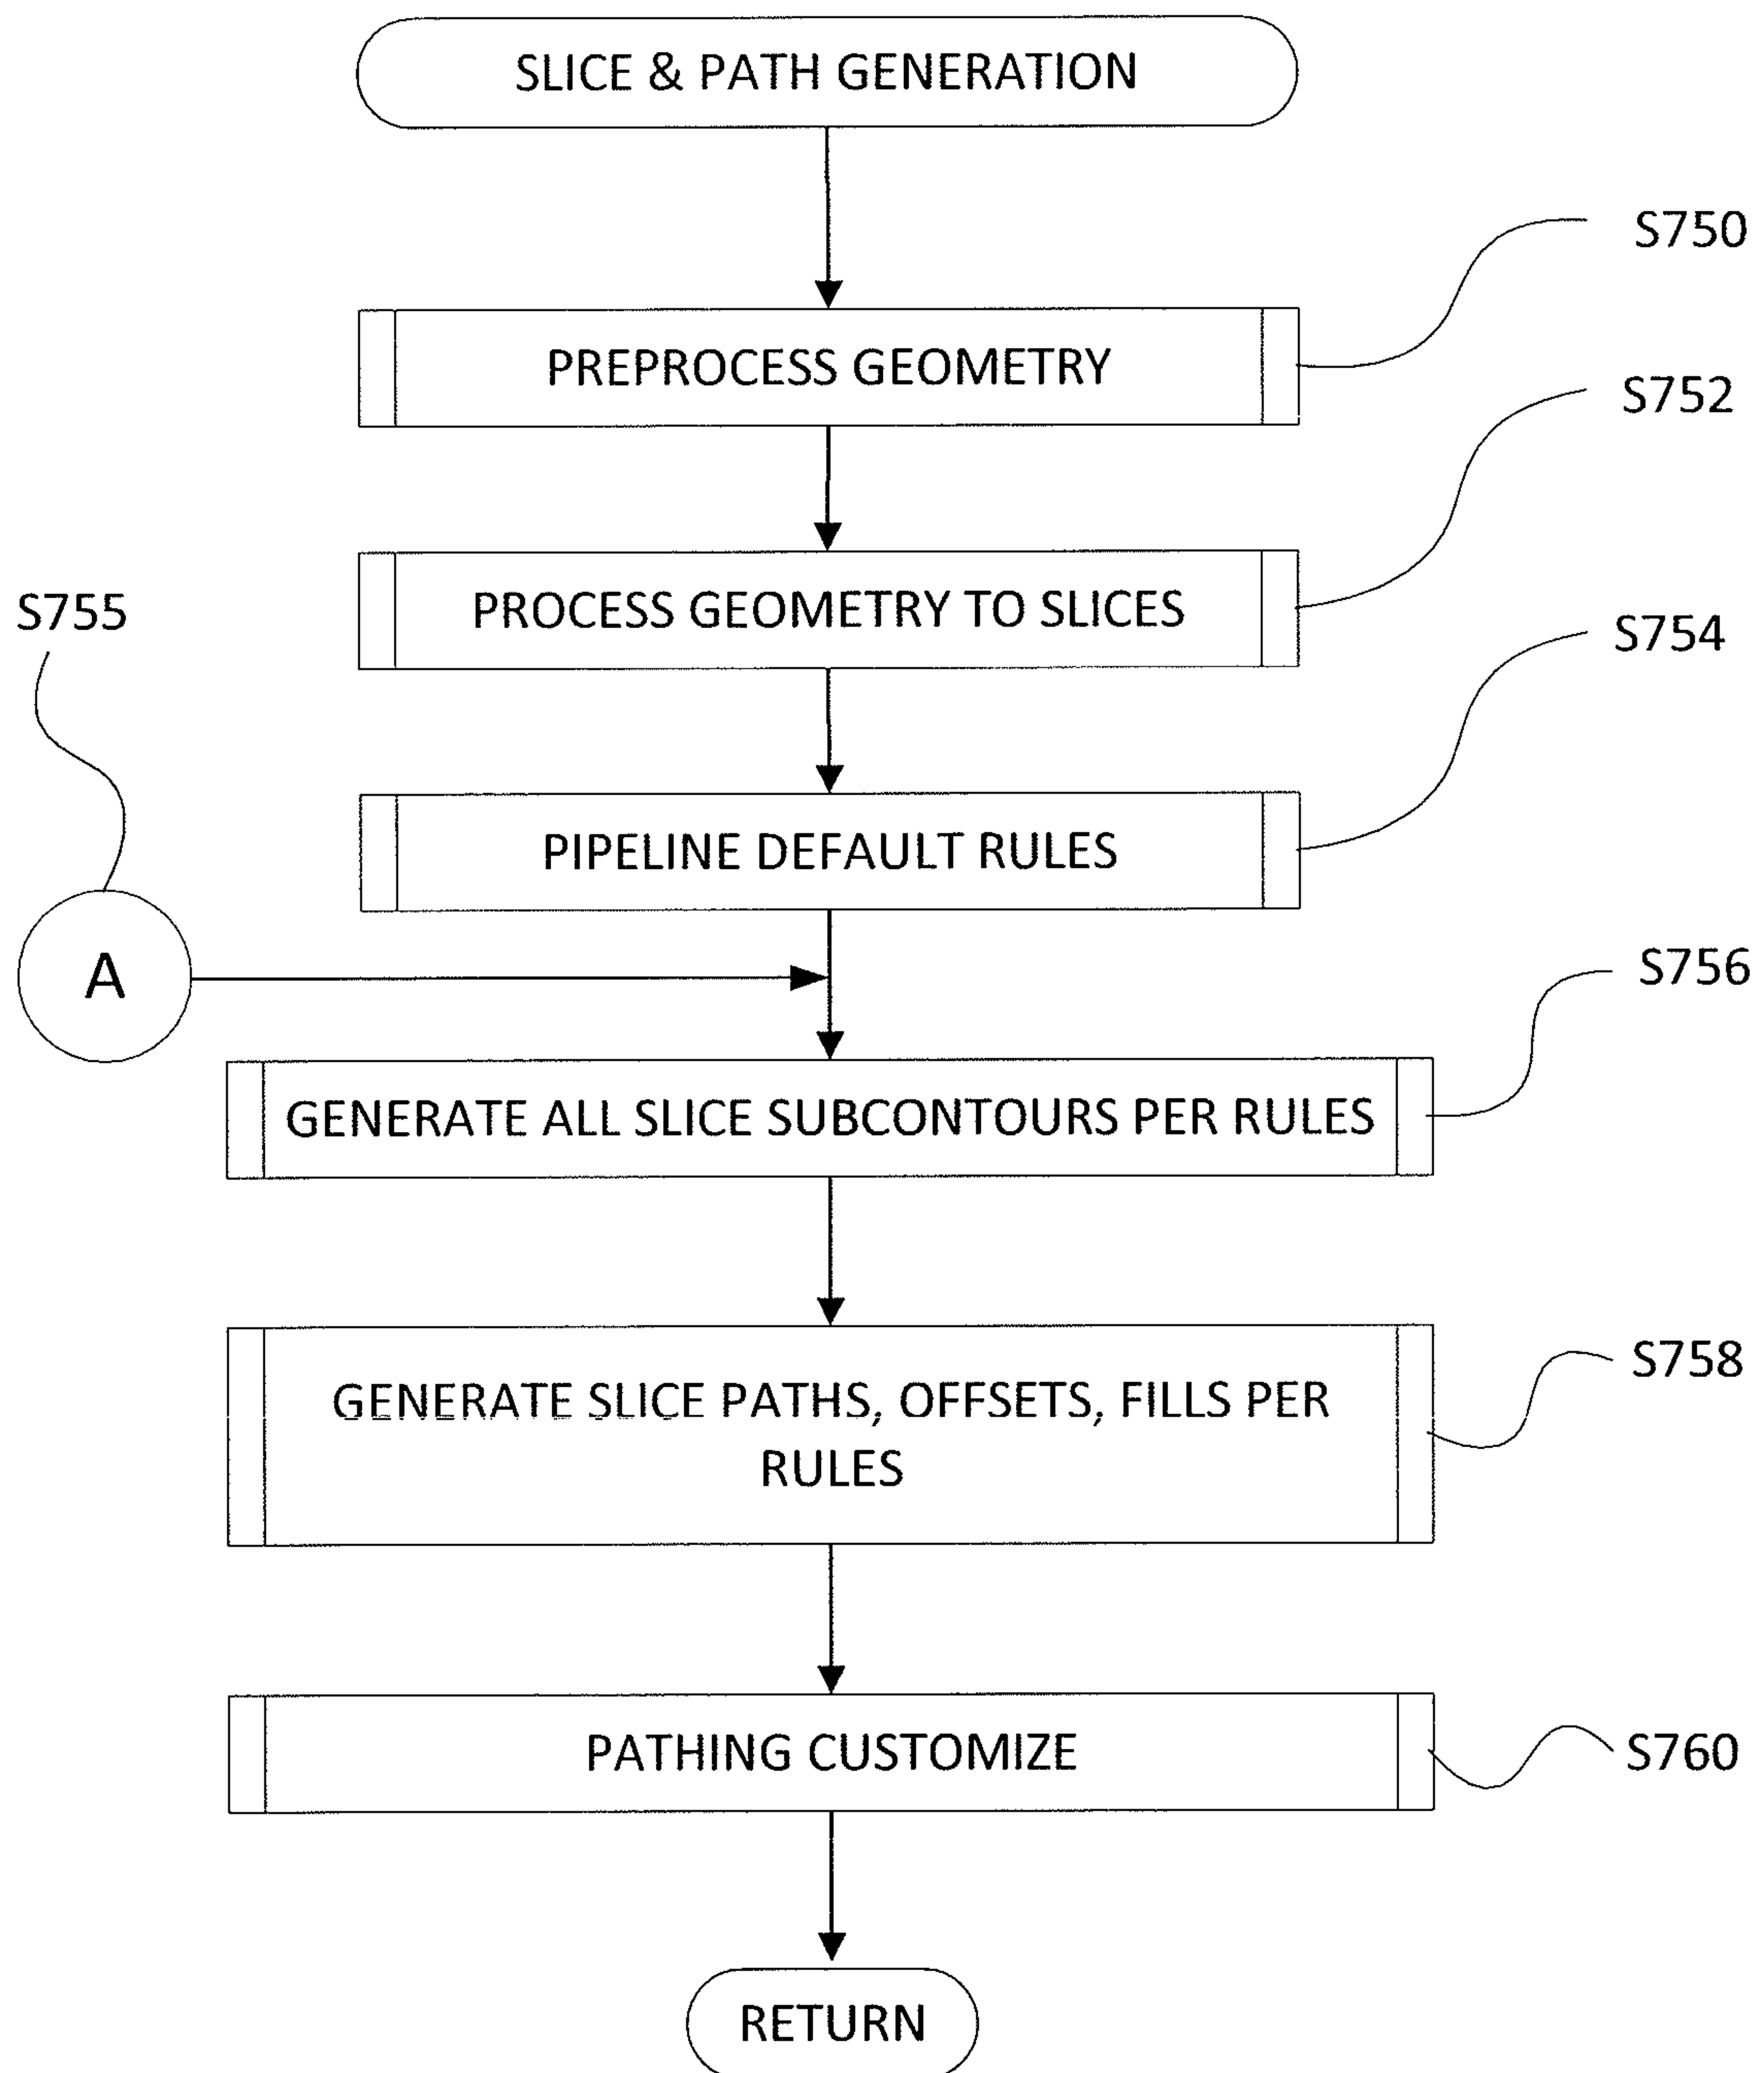 SLICE & PATH GENERATION
S750
PREPROCESS GEOMETRY
S752
PROCESS GEOMETRY TO SLICES
S755
S754
PIPELINE DEFAULT RULES
A
S756
GENERATE ALL SLICE SUBCONTOURS PER RULES
S758
GENERATE SLICE PATHS, OFFSETS, FILLS PER
RULES
PATHING CUSTOMIZE
S760
RETURN